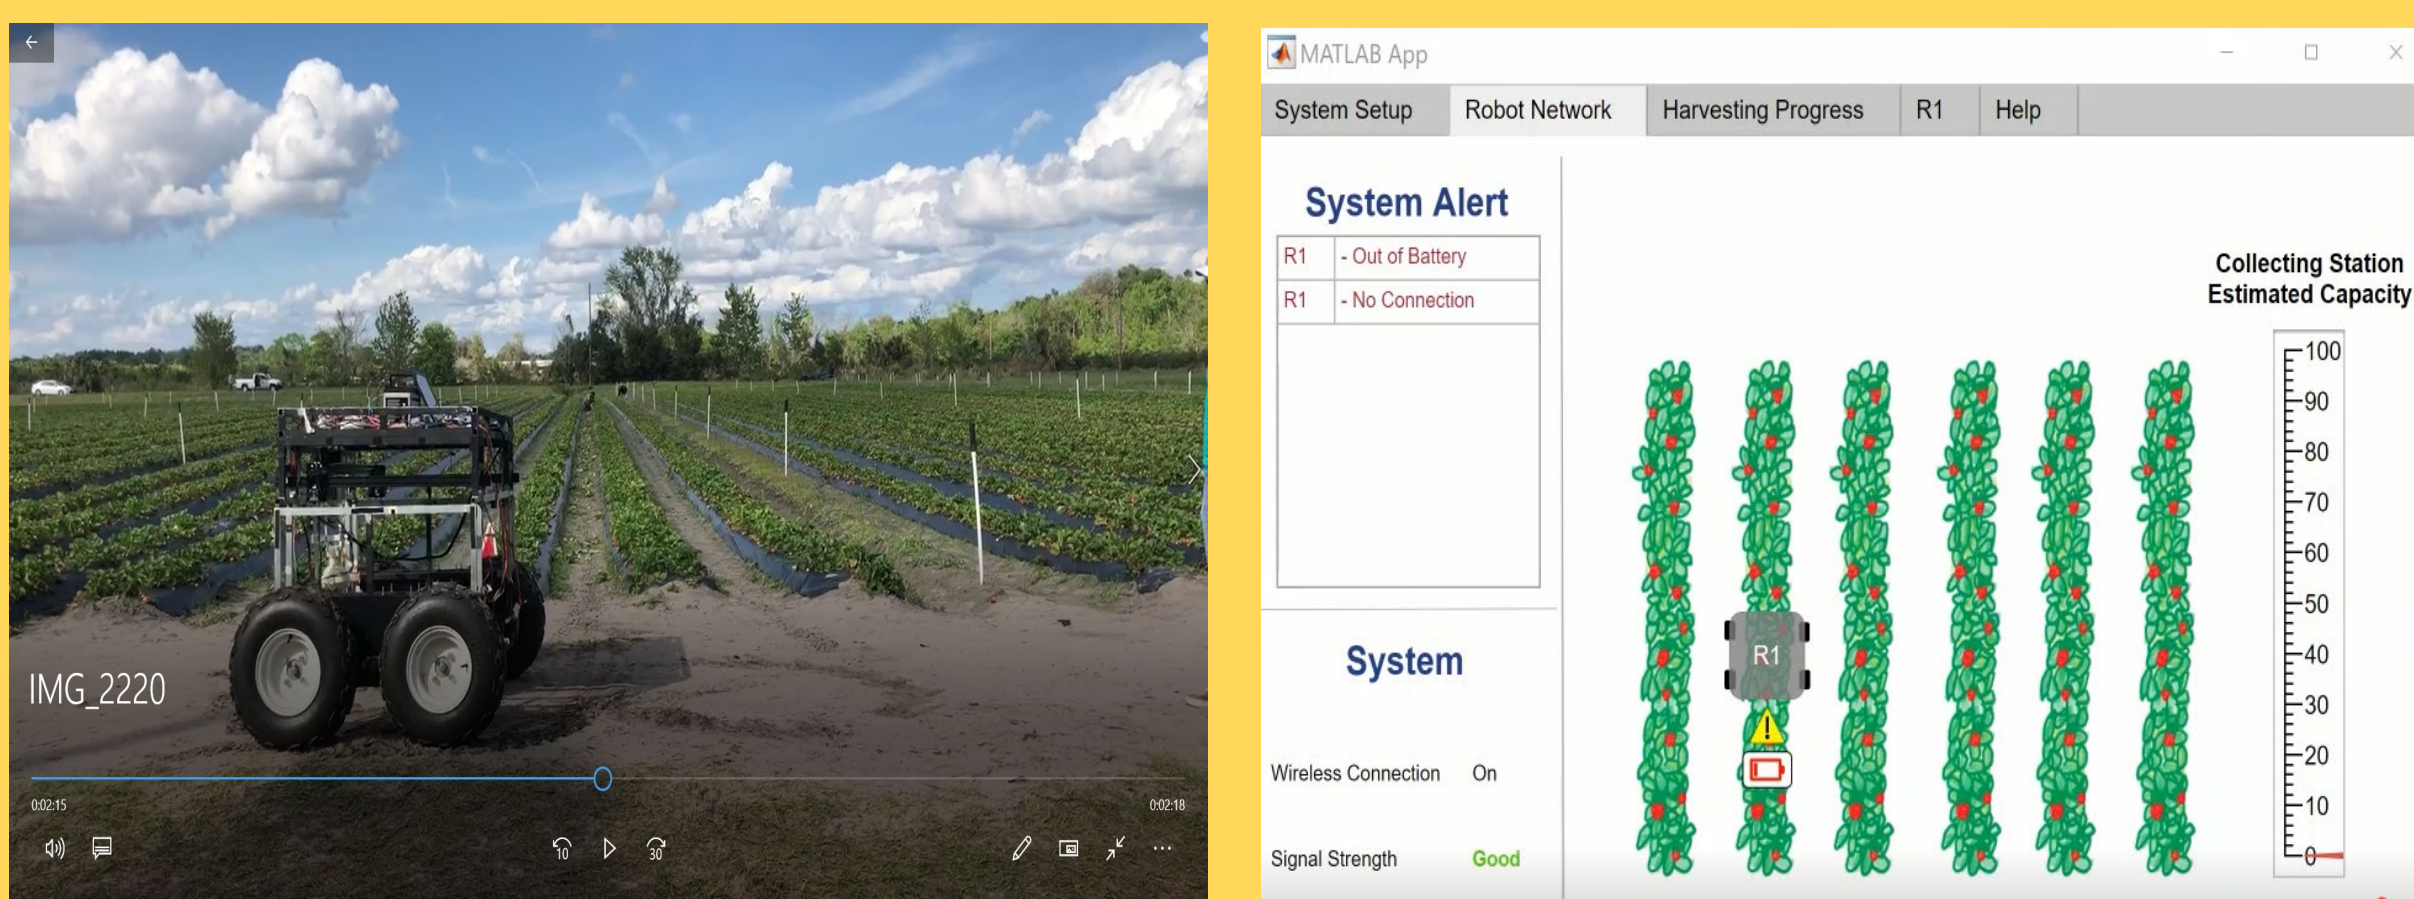 IMG_2220
0:02:15
0:02:18
10
30
MATLAB App
System Setup Robot Network Harvesting Progress R1 Help
System Alert
R1 - Out of Battery
R1 - No Connection
System
Wireless Connection On
Signal Strength Good
R1
!
Collecting Station
Estimated Capacity
100
90
80
70
60
50
40
30
20
10
0